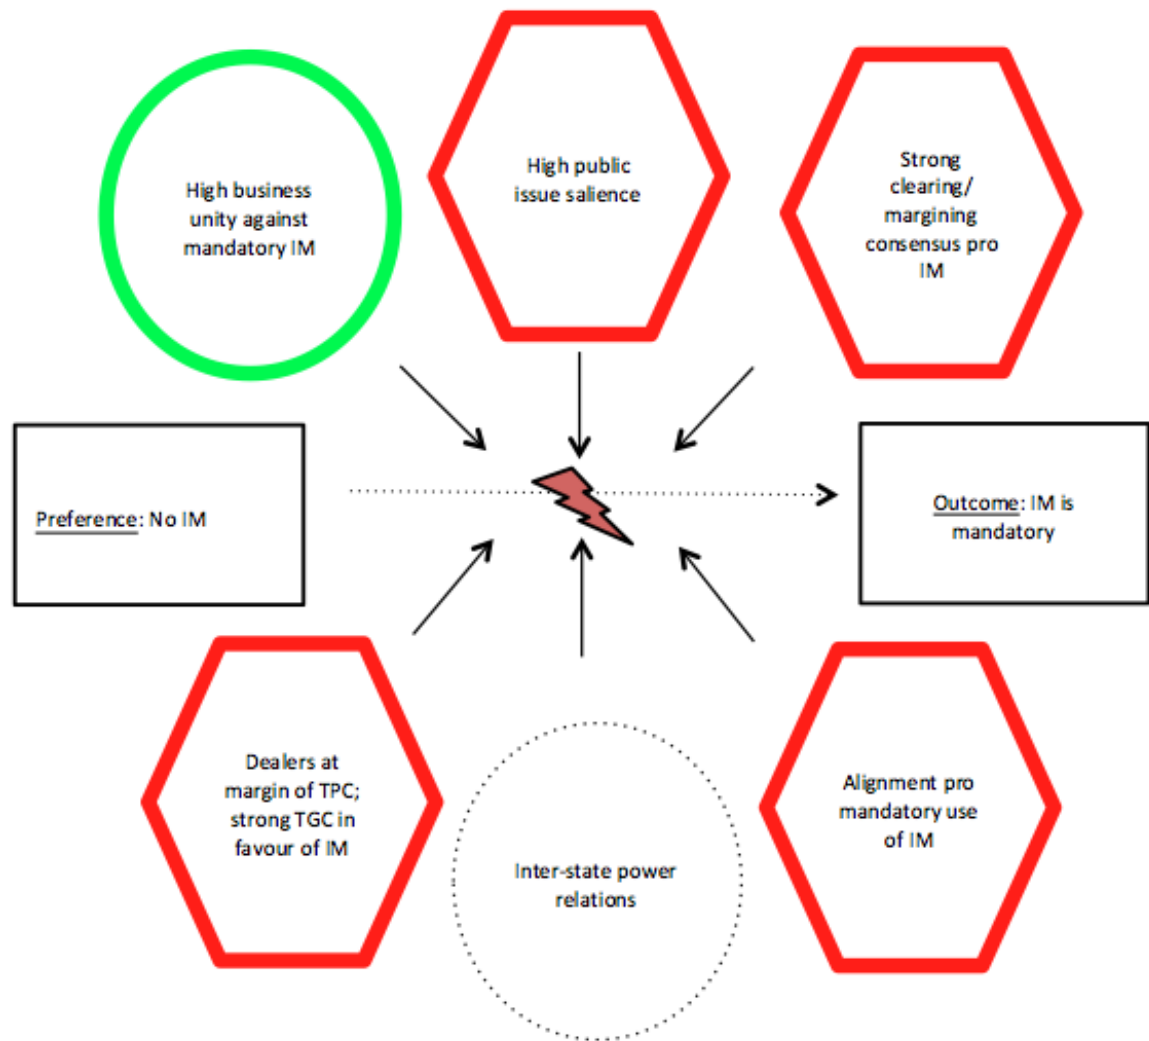 High business
unity against
mandatory IM
High public
issue salience
Strong
clearing/
margining
consensus pro
IM
Preference: No IM
Outcome: IM is
mandatory
Dealers at
margin of TPC;
strong TGC in
favour of IM
Inter-state power
relations
Alignment pro
mandatory use
of IM